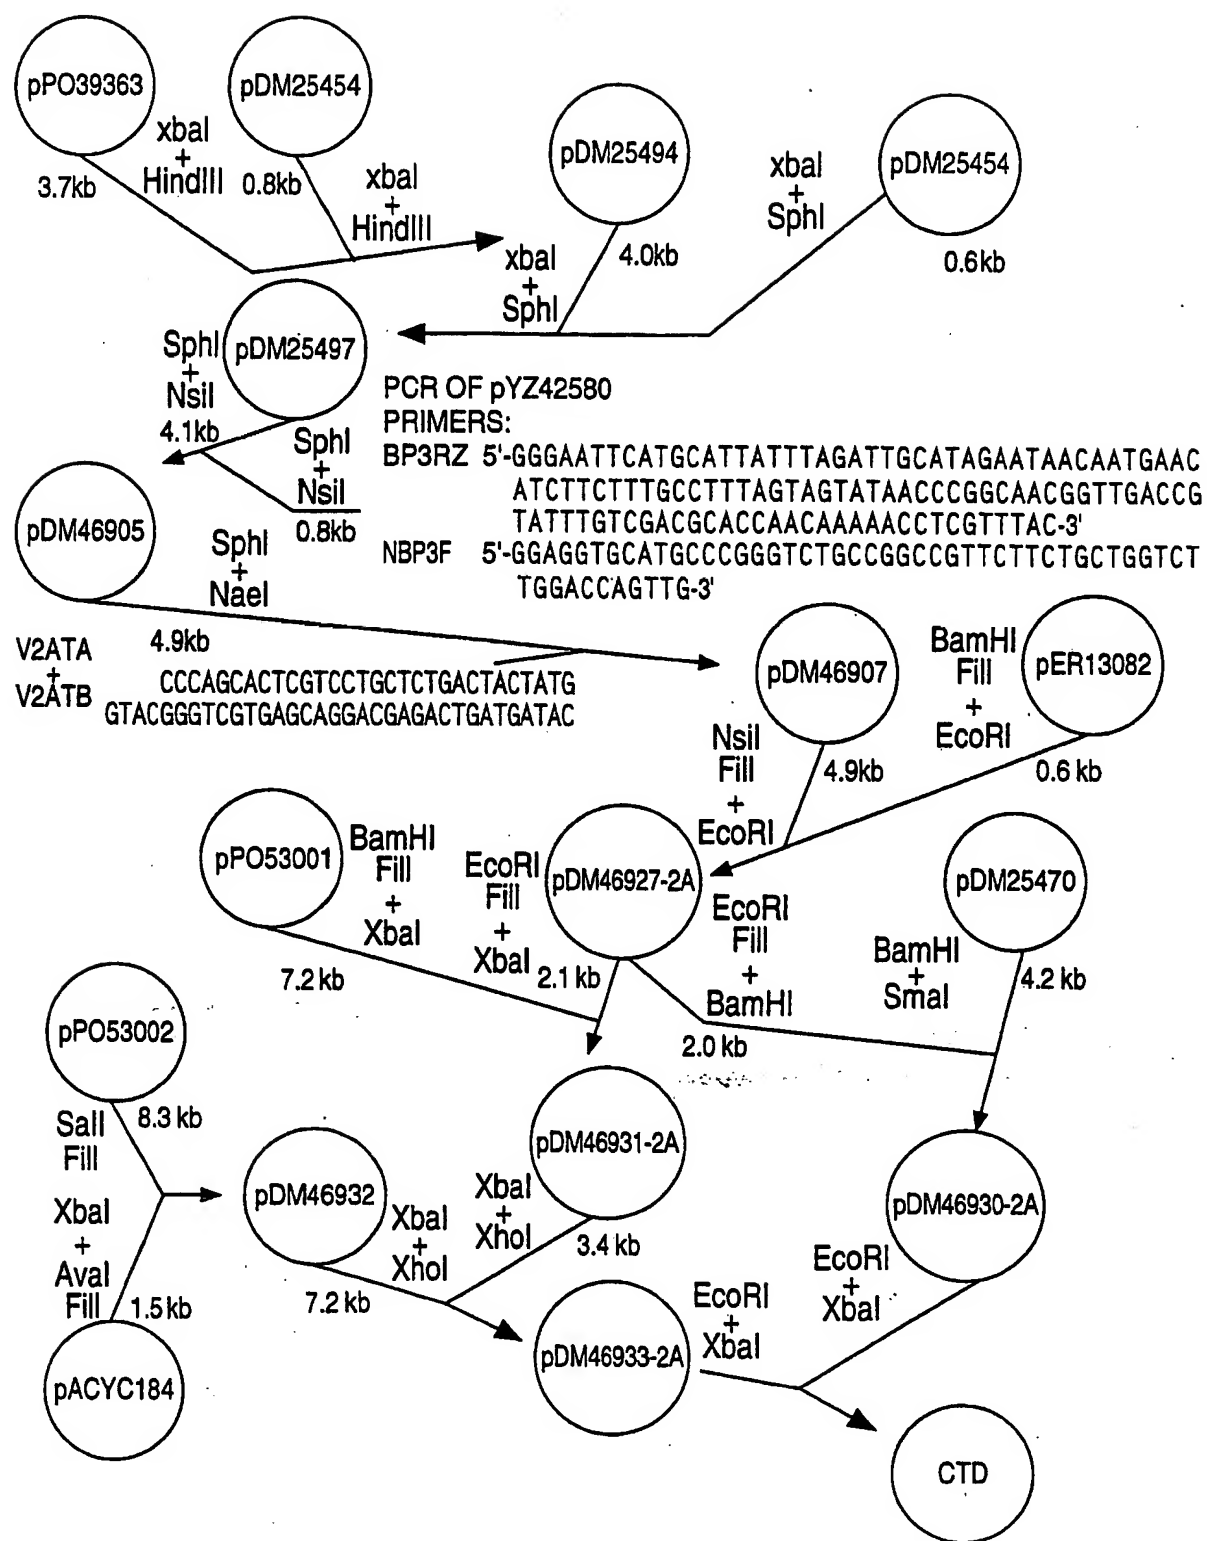 pPO39363
pDM25454
xbaI
+
HindIII
3.7kb
0.8kb
xbaI
+
HindIII
pDM25494
xbaI
+
SphI
pDM25454
4.0kb
0.6kb
xbaI
+
SphI
pDM25497
SphI
+
NsiI
4.1kb
SphI
+
NsiI
0.8kb
PCR OF pYZ42580
PRIMERS:
BP3RZ 5'-GGGAATTCATGCATTATTTAGATTGCATAGAATAACAATGAAC
ATCTTCTTTGCCTTTAGTAGTATAACCCGGCAACGGTTGACCG
TATTTGTCGACGCACCAACAAAAACCTCGTTTAC-3'
NBP3F 5'-GGAGGTGCATGCCCGGGTCTGCCGGCCGTTCTTCTGCTGGTCT
TGGACCAGTTG-3'
pDM46905
SphI
+
NaeI
4.9kb
V2ATA
+
V2ATB
CCCAGCACTCGTCCTGCTCTGACTACTATG
GTACGGGTCGTGAGCAGGACGAGACTGATGATAC
pDM46907
BamHI
Fill
+
EcoRI
pER13082
NsiI
Fill
+
EcoRI
4.9kb
0.6 kb
pPO53001
BamHI
Fill
+
XbaI
EcoRI
Fill
+
XbaI
pDM46927-2A
EcoRI
Fill
+
BamHI
pDM25470
BamHI
+
SmaI
7.2 kb
2.1 kb
4.2 kb
2.0 kb
pPO53002
8.3 kb
SalI
Fill
XbaI
+
AvaI
Fill
1.5kb
pACYC184
pDM46932
pDM46931-2A
pDM46930-2A
XbaI
+
XhoI
XbaI
+
XhoI
3.4 kb
7.2 kb
EcoRI
+
XbaI
pDM46933-2A
EcoRI
+
XbaI
CTD